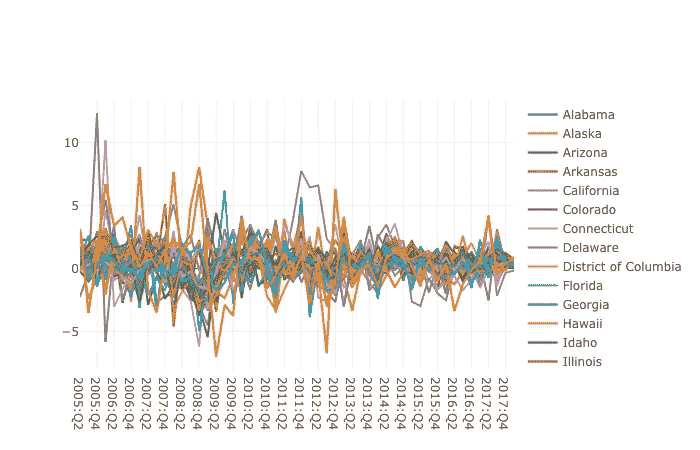 10
5
0
−5
2005:Q2
2005:Q4
2006:Q2
2006:Q4
2007:Q2
2007:Q4
2008:Q2
2008:Q4
2009:Q2
2009:Q4
2010:Q2
2010:Q4
2011:Q2
2011:Q4
2012:Q2
2012:Q4
2013:Q2
2013:Q4
2014:Q2
2014:Q4
2015:Q2
2015:Q4
2016:Q2
2016:Q4
2017:Q2
2017:Q4
Alabama
Alaska
Arizona
Arkansas
California
Colorado
Connecticut
Delaware
District of Columbia
Florida
Georgia
Hawaii
Idaho
Illinois